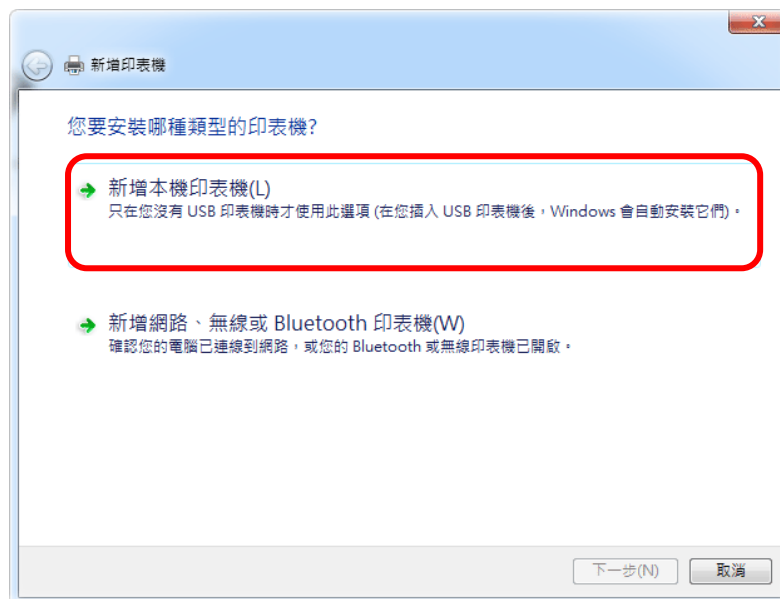 新增印表機
您要安裝哪種類型的印表機?
新增本機印表機(L)
只在您沒有 USB 印表機時才使用此選項 (在您插入 USB 印表機後，Windows 會自動安裝它們)。
新增網路、無線或 Bluetooth 印表機(W)
確認您的電腦已連線到網路，或您的 Bluetooth 或無線印表機已開啟。
下一步(N)
取消